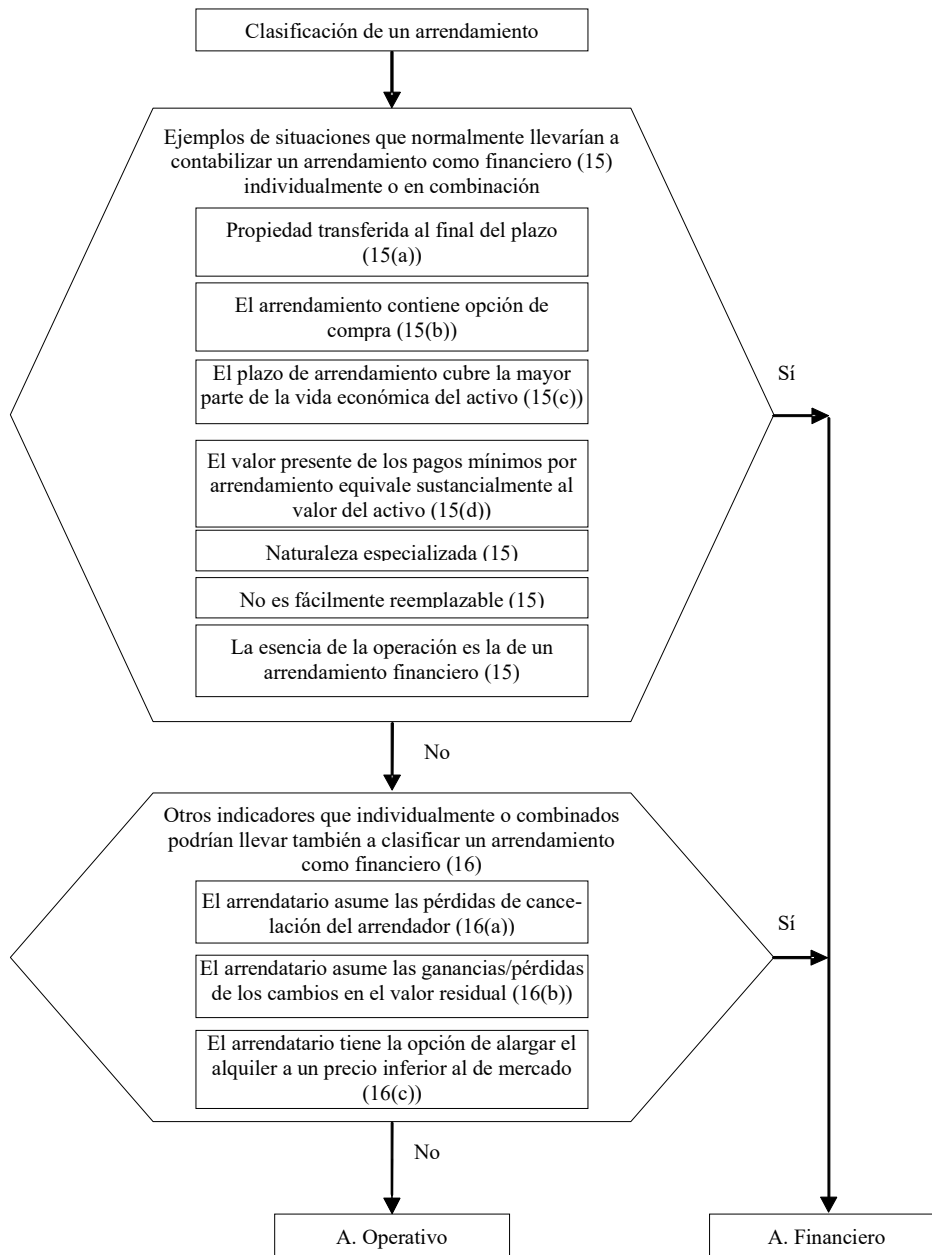 Clasificación de un arrendamiento
Ejemplos de situaciones que normalmente llevarían a
contabilizar un arrendamiento como financiero (15)
individualmente o en combinación
Propiedad transferida al final del plazo
(15(a))
El arrendamiento contiene opción de
compra (15(b))
El plazo de arrendamiento cubre la mayor
parte de la vida económica del activo (15(c))
Sí
El valor presente de los pagos mínimos por
arrendamiento equivale sustancialmente al
valor del activo (15(d))
Naturaleza especializada (15)
No es fácilmente reemplazable (15)
La esencia de la operación es la de un
arrendamiento financiero (15)
No
Otros indicadores que individualmente o combinados
podrían llevar también a clasificar un arrendamiento
como financiero (16)
El arrendatario asume las pérdidas de cance-
lación del arrendador (16(a))
Sí
El arrendatario asume las ganancias/pérdidas
de los cambios en el valor residual (16(b))
El arrendatario tiene la opción de alargar el
alquiler a un precio inferior al de mercado
(16(c))
No
A. Operativo
A. Financiero